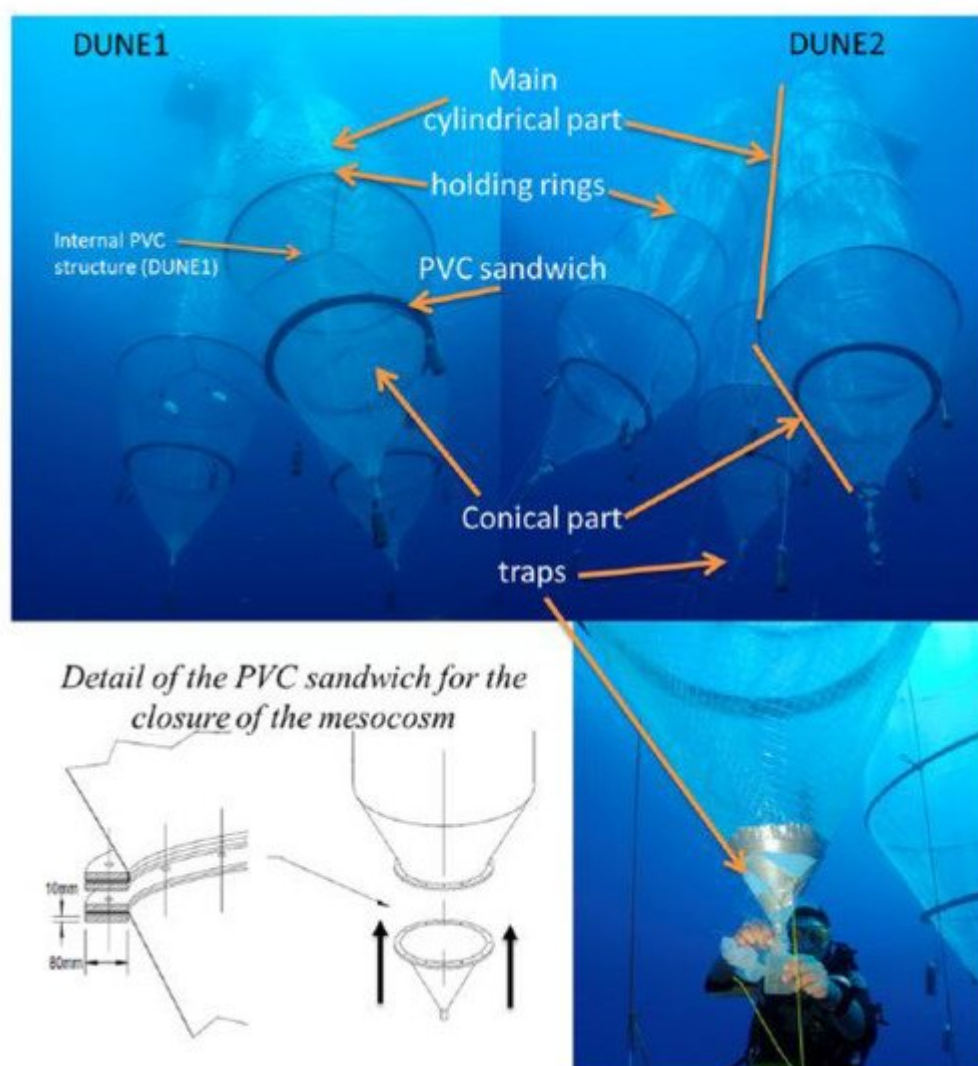 DUNE1
DUNE2
Main
cylindrical part
holding rings
Internal PVC
structure (DUNE1)
PVC sandwich
Conical part
traps
Detail of the PVC sandwich for the
closure of the mesocosm
10mm
80mm